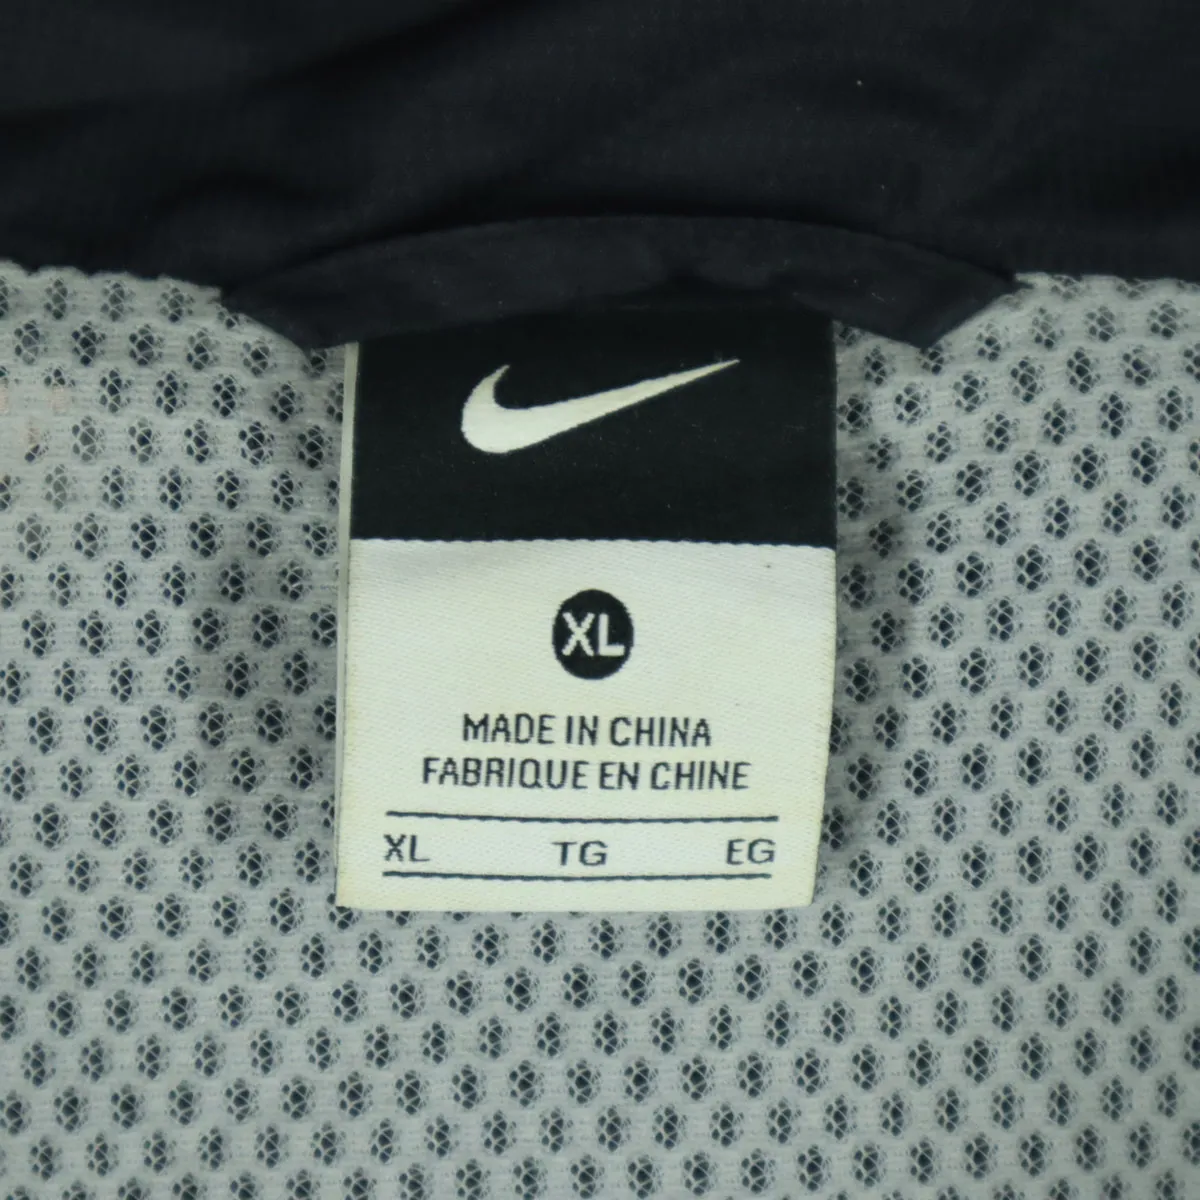 XL
MADE IN CHINA
FABRIQUE EN CHINE
XL TG EG